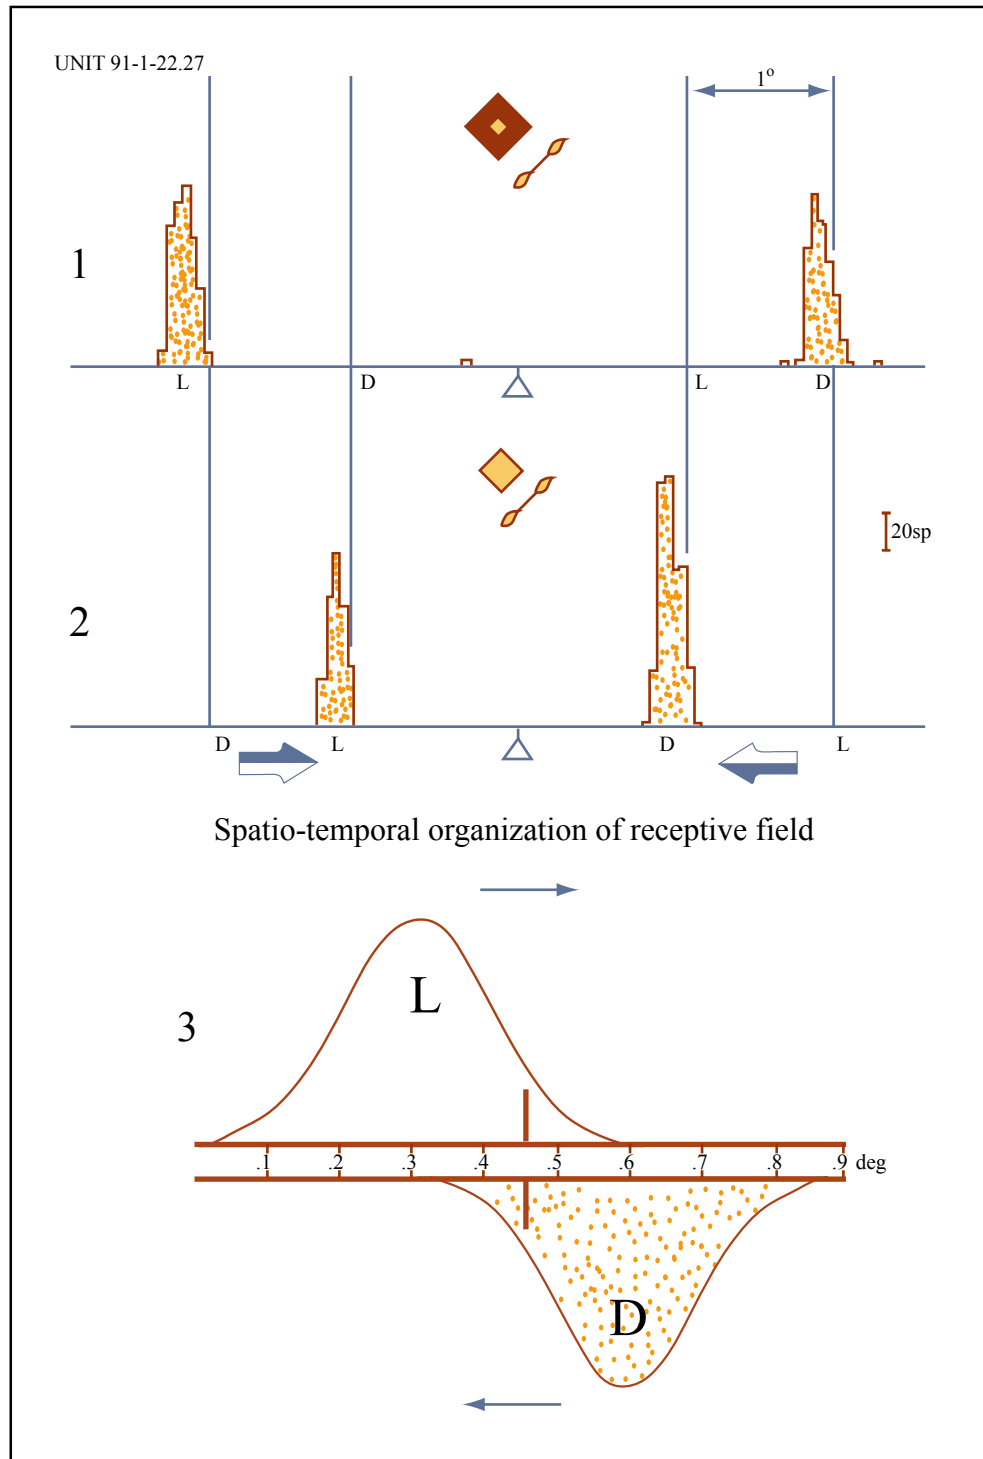 UNIT 91-1-22.27
1°
1
L D L D
20sp
2
D L D L
Spatio-temporal organization of receptive field
L
3
.1 .2 .3 .4 .5 .6 .7 .8 .9 deg
D